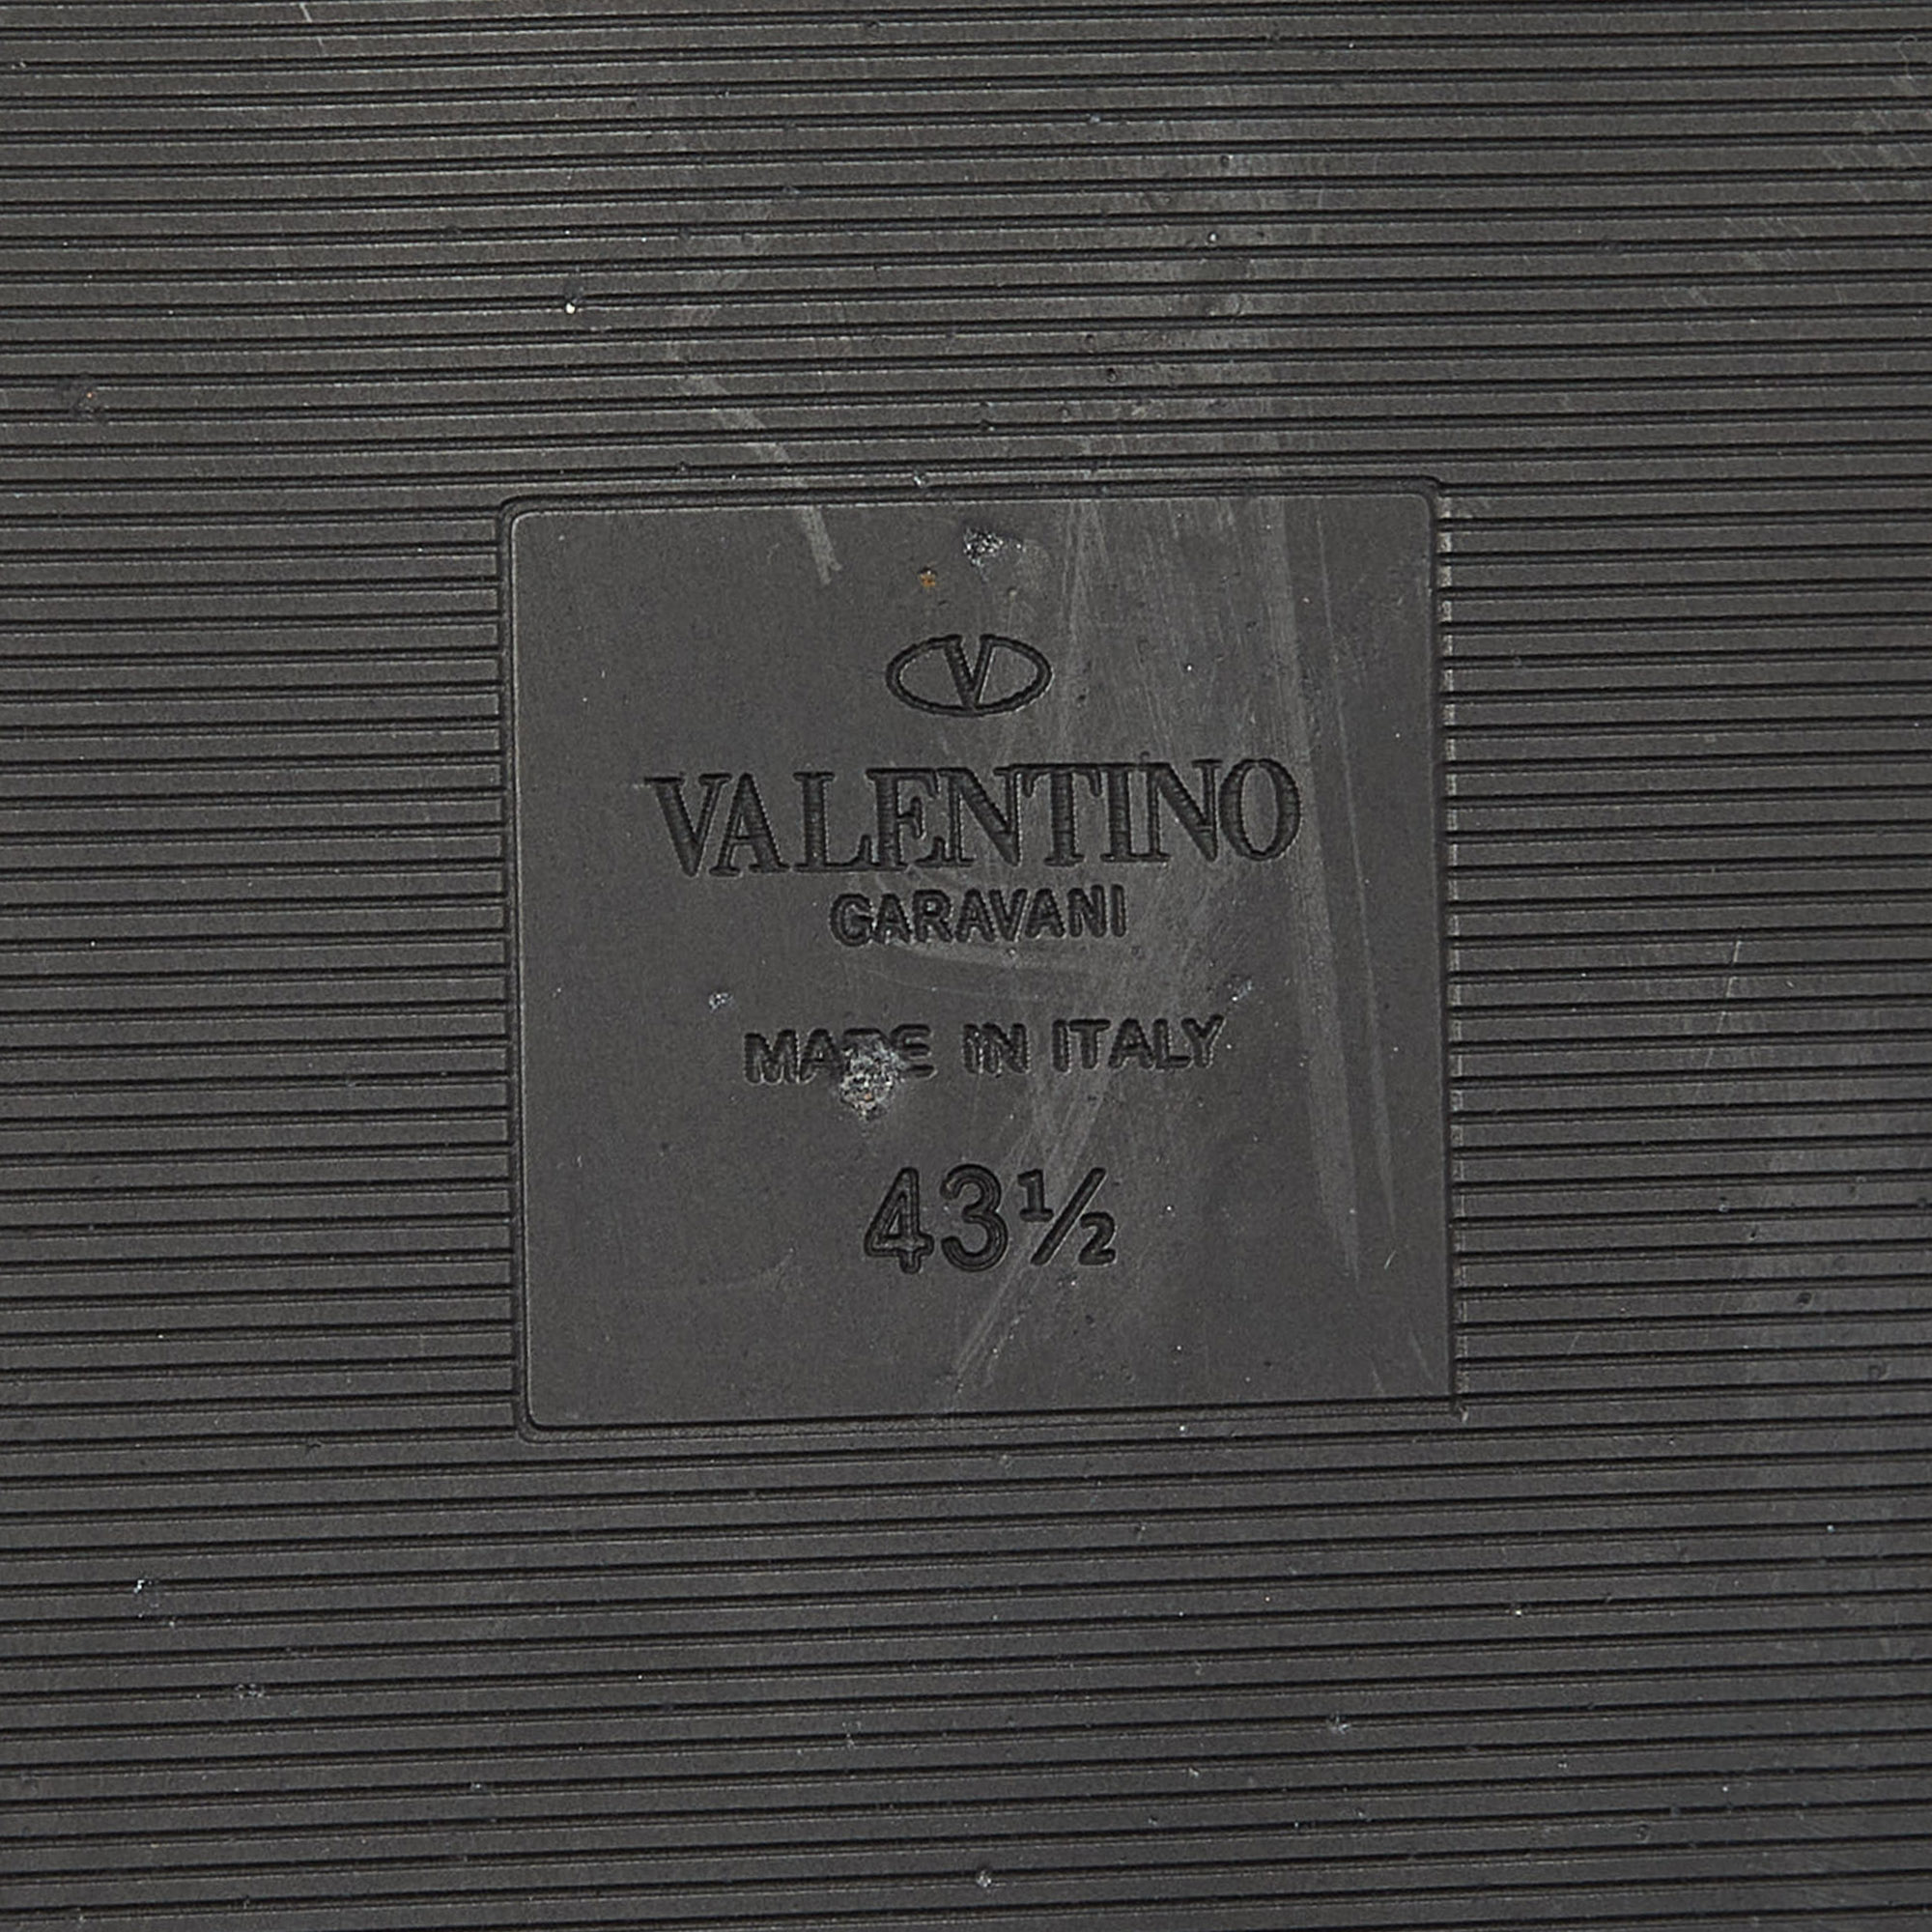 V
VALENTINO
GARAVANI
MADE IN ITALY
43½